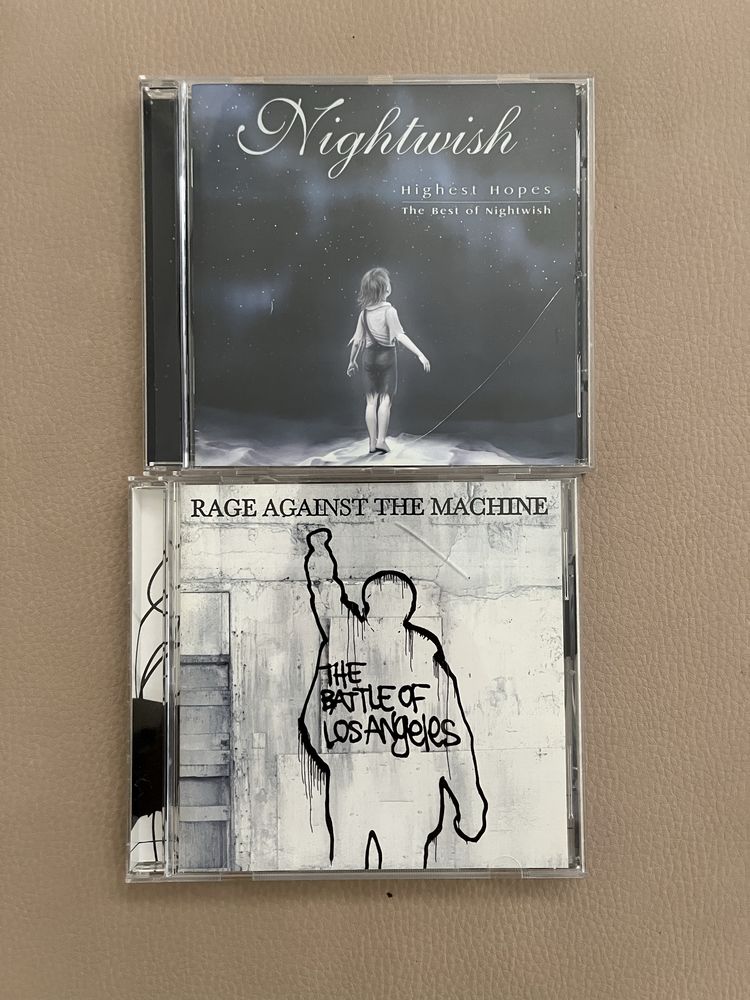 Nightwish
Highest Hopes
The Best of Nightwish
RAGE AGAINST THE MACHINE
THE
BATTLE OF
LOS ANgeleS